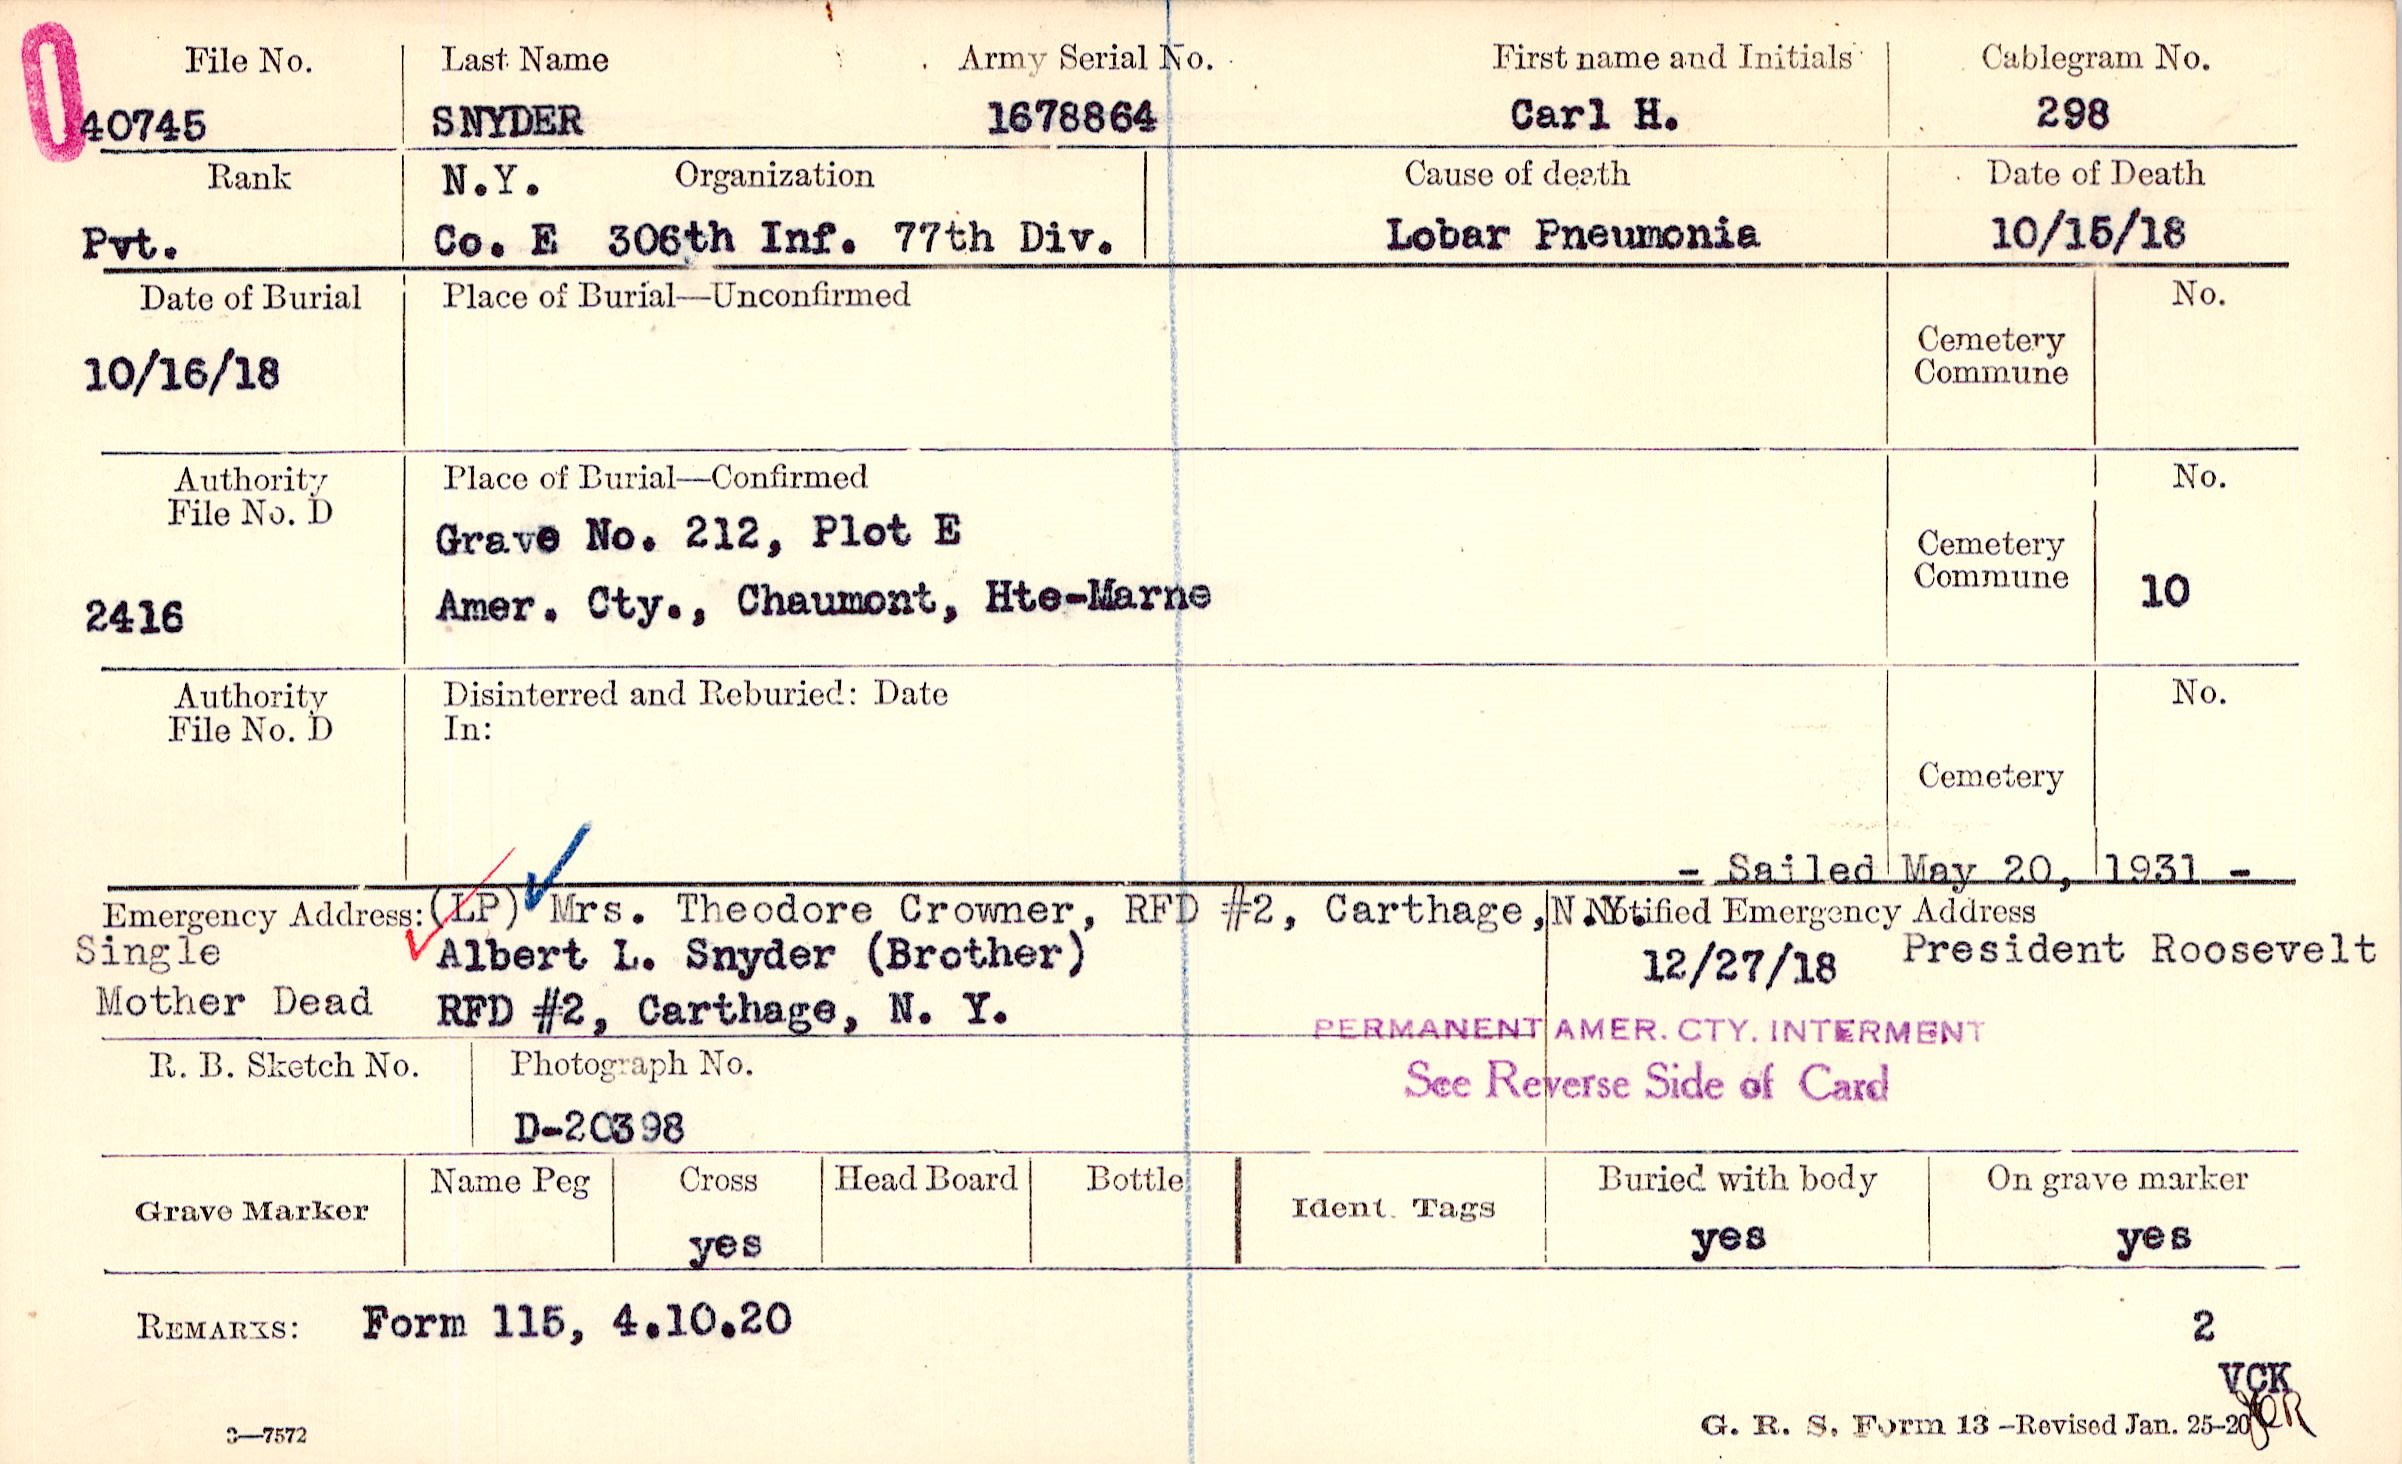 File No. Last Name Army Serial No. First name and Initials Cablegram No.
40745 SNYDER 1678864 Carl H. 298
Rank N.Y. Organization Cause of death Date of Death
Pvt. Co. E 306th Inf. 77th Div. Lobar Pneumonia 10/15/18
Date of Burial Place of Burial—Unconfirmed No.
Cemetery
Commune
10/16/18
Authority Place of Burial—Confirmed No.
File No. D
Grave No. 212, Plot E Cemetery
Commune
2416 Amer. Cty., Chaumont, Hte-Marne 10
Authority Disinterred and Reburied: Date No.
File No. D In:
Cemetery
- Sailed May 20, 1931 -
Emergency Address: (LP) Mrs. Theodore Crowner, RFD #2, Carthage, N.Y. Notified Emergency Address
Single Albert L. Snyder (Brother) 12/27/18 President Roosevelt
Mother Dead RFD #2, Carthage, N. Y.
PERMANENT AMER. CTY. INTERMENT
See Reverse Side of Card
R. B. Sketch No. Photograph No.
D-20398
Grave Marker Name Peg Cross Head Board Bottle Ident. Tags Buried with body On grave marker
yes yes yes
REMARKS: Form 115, 4.10.20 2
VCK
3—7572 G. R. S. Form 13—Revised Jan. 25-20